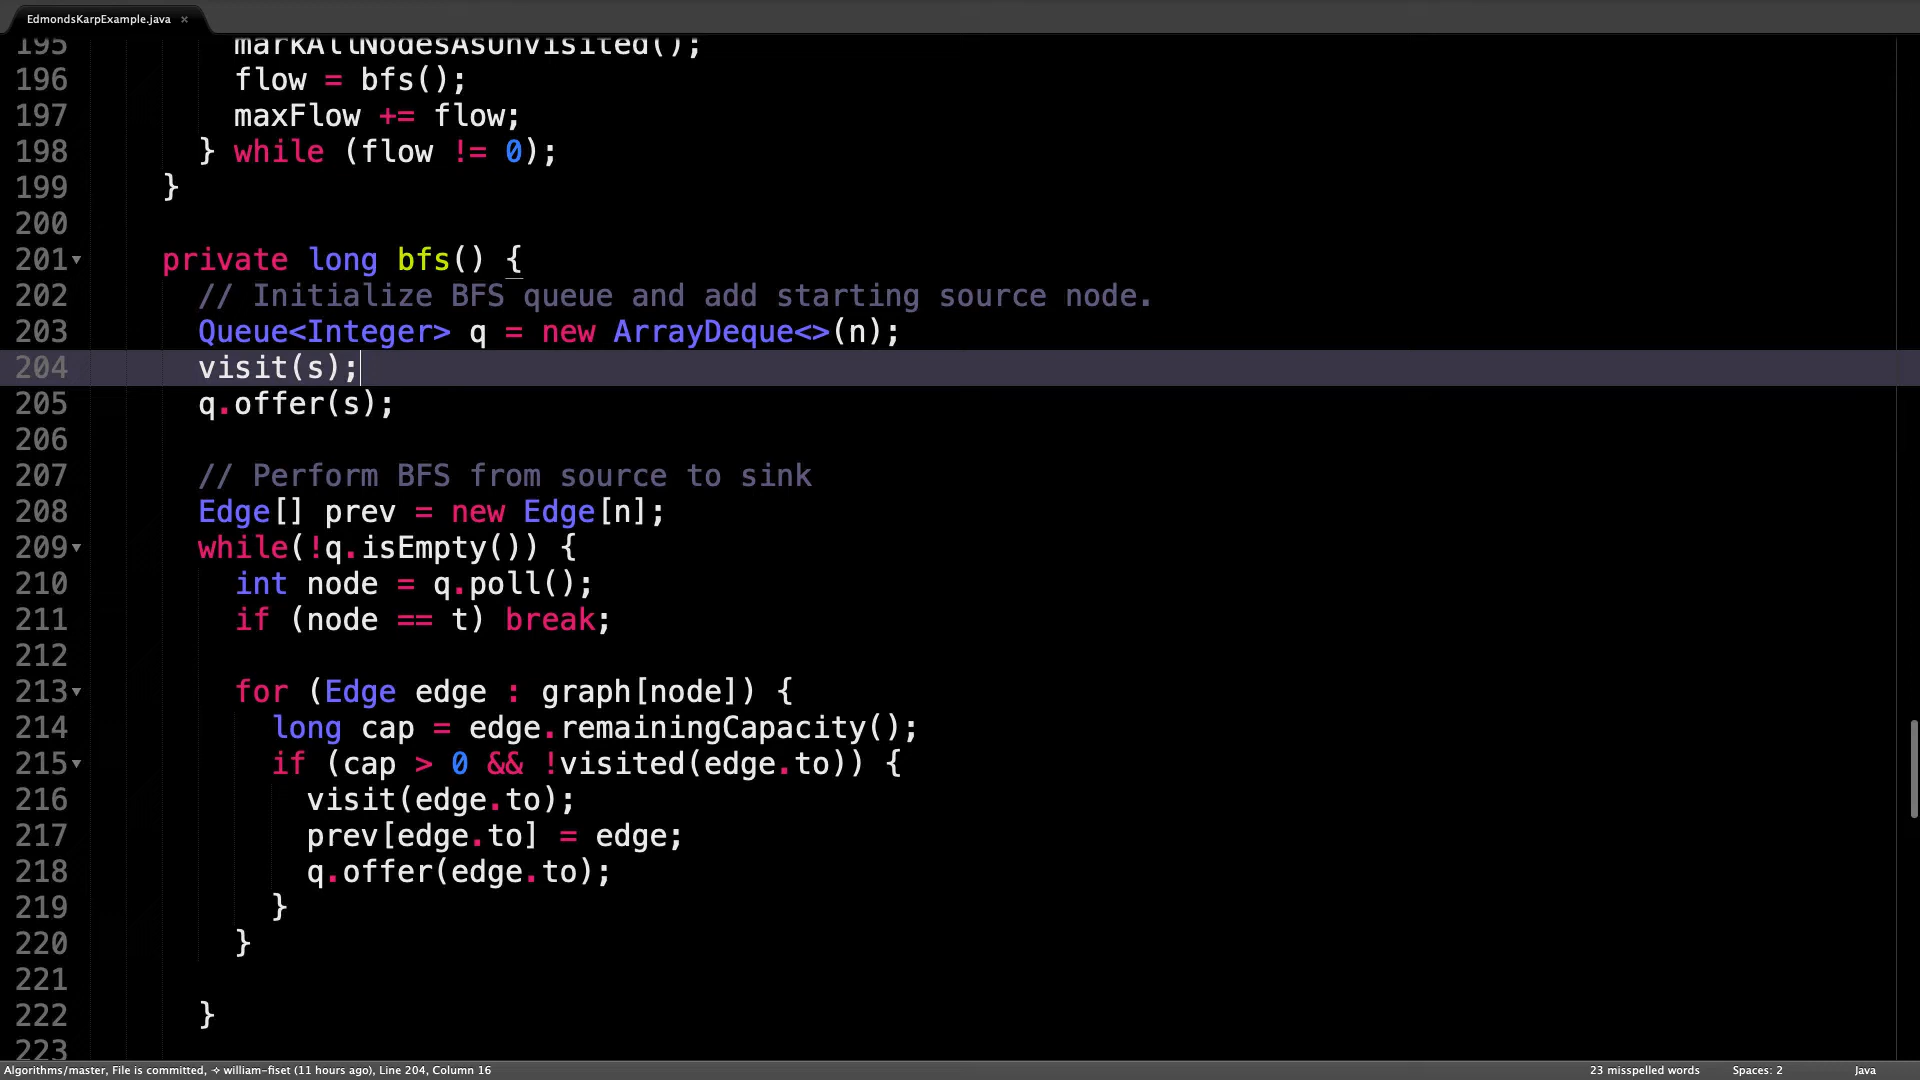 EdmondsKarpExample.java ×
195 markAllNodesAsUnvisited();
196 flow = bfs();
197 maxFlow += flow;
198 } while (flow != 0);
199 }
200
201 private long bfs() {
202 // Initialize BFS queue and add starting source node.
203 Queue<Integer> q = new ArrayDeque<>(n);
204 visit(s);
205 q.offer(s);
206
207 // Perform BFS from source to sink
208 Edge[] prev = new Edge[n];
209 while(!q.isEmpty()) {
210 int node = q.poll();
211 if (node == t) break;
212
213 for (Edge edge : graph[node]) {
214 long cap = edge.remainingCapacity();
215 if (cap > 0 && !visited(edge.to)) {
216 visit(edge.to);
217 prev[edge.to] = edge;
218 q.offer(edge.to);
219 }
220 }
221
222 }
223
Algorithms/master, File is committed, ✧ william-fiset (11 hours ago), Line 204, Column 16 23 misspelled words Spaces: 2 Java